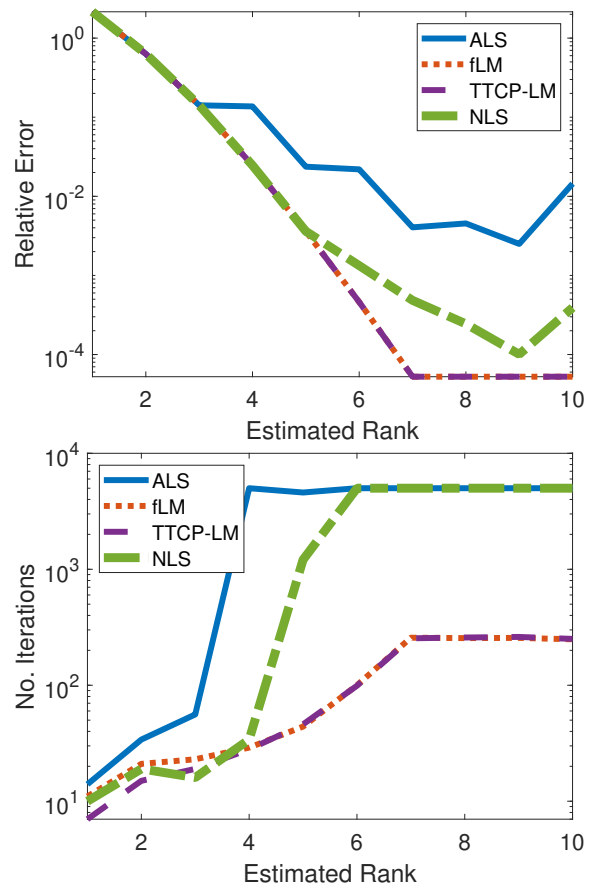 10^0
10^-2
10^-4
Relative Error
ALS
fLM
TTCP-LM
NLS
2 4 6 8 10
Estimated Rank
10^4
10^3
10^2
10^1
No. Iterations
ALS
fLM
TTCP-LM
NLS
2 4 6 8 10
Estimated Rank